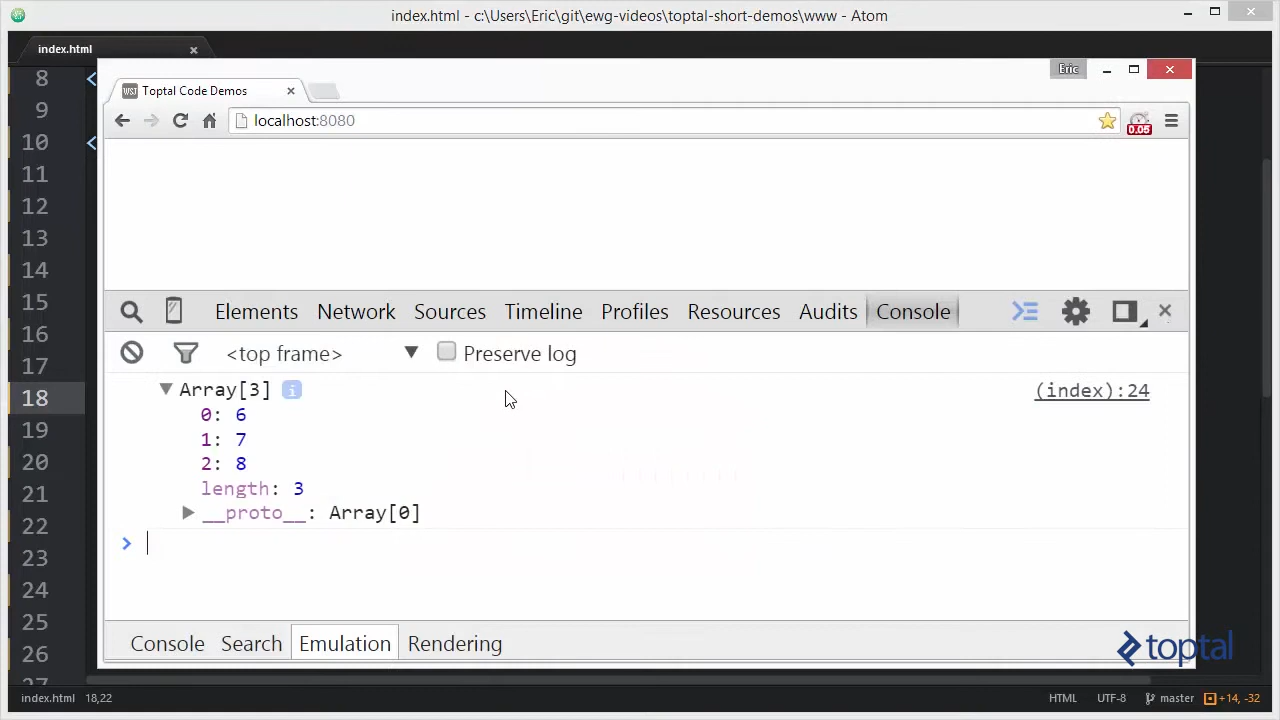 index.html - c:\Users\Eric\git\ewg-videos\toptal-short-demos\www - Atom
index.html
Eric
WST Toptal Code Demos
localhost:8080
0.05
Elements Network Sources Timeline Profiles Resources Audits Console
<top frame> Preserve log
Array[3] i (index):24
0: 6
1: 7
2: 8
length: 3
__proto__: Array[0]
>
Console Search Emulation Rendering
toptal
8 <
9
10 <
11
12
13
14
15
16
17
18
19
20
21
22
23
24
25
26
27
index.html 18,22 HTML UTF-8 master +14, -32